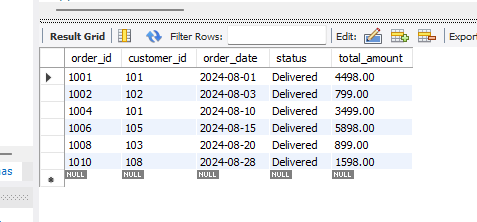 Result Grid Filter Rows: Edit: Export
order_id customer_id order_date status total_amount
1001 101 2024-08-01 Delivered 4498.00
1002 102 2024-08-03 Delivered 799.00
1004 101 2024-08-10 Delivered 3499.00
1006 105 2024-08-15 Delivered 5898.00
1008 103 2024-08-20 Delivered 899.00
1010 108 2024-08-28 Delivered 1598.00
nas NULL NULL NULL NULL NULL